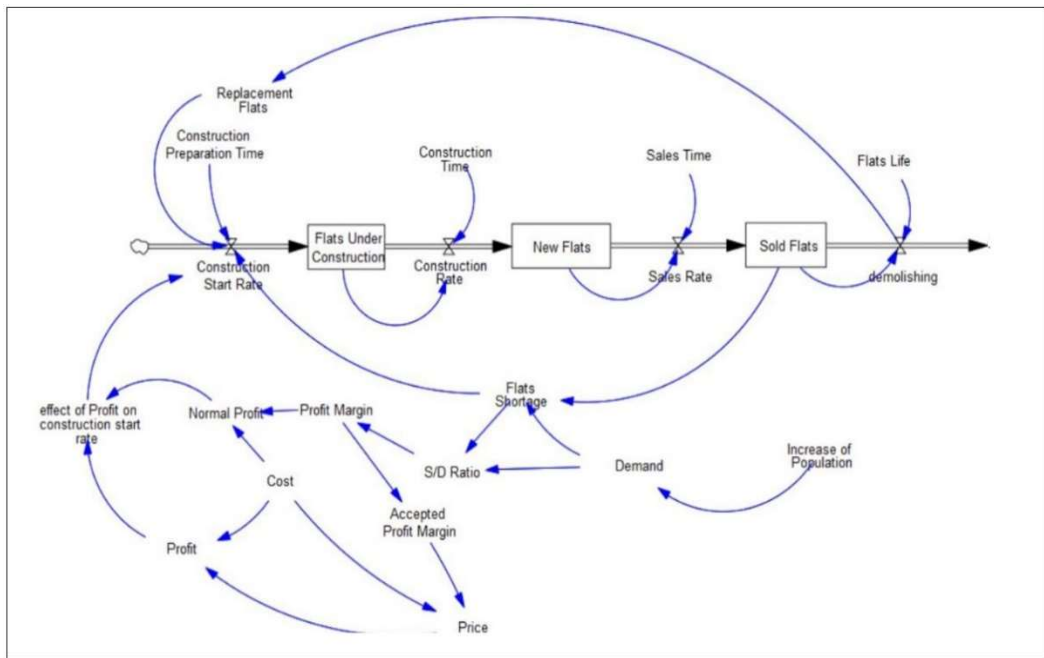 Replacement
Flats
Construction
Preparation Time
Construction
Time
Sales Time
Flats Life
Flats Under
Construction
New Flats
Sold Flats
Construction
Start Rate
Construction
Rate
Sales Rate
demolishing
Flats
Shortage
effect of Profit on
construction start
rate
Normal Profit
Profit Margin
S/D Ratio
Demand
Increase of
Population
Cost
Accepted
Profit Margin
Profit
Price